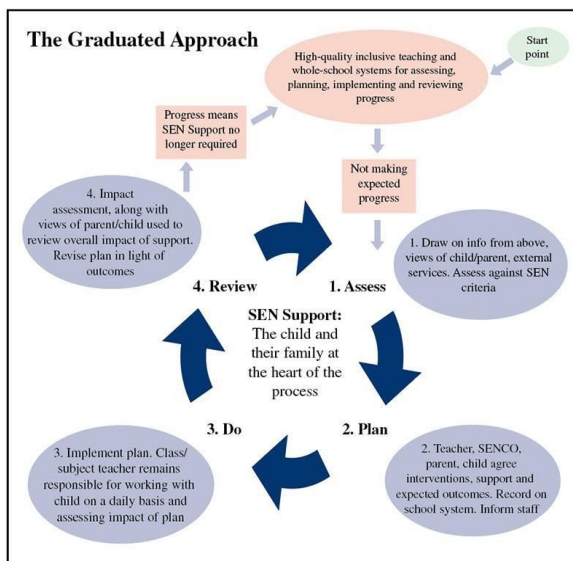 The Graduated Approach
Start
point
High-quality inclusive teaching and
whole-school systems for assessing,
planning, implementing and reviewing
progress
Progress means
SEN Support no
longer required
Not making
expected
progress
4. Impact
assessment, along with
views of parent/child used to
review overall impact of support.
Revise plan in light of
outcomes
1. Draw on info from above,
views of child/parent, external
services. Assess against SEN
criteria
4. Review
1. Assess
SEN Support:
The child and
their family at
the heart of the
process
3. Do
2. Plan
3. Implement plan. Class/
subject teacher remains
responsible for working with
child on a daily basis and
assessing impact of plan
2. Teacher, SENCO,
parent, child agree
interventions, support and
expected outcomes. Record on
school system. Inform staff